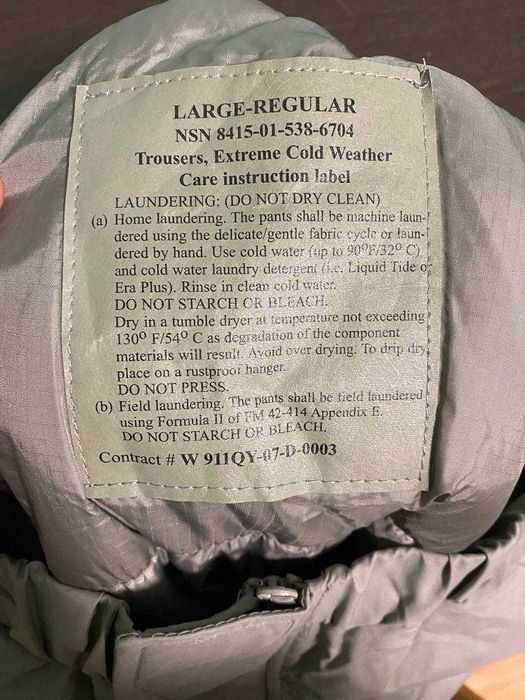 LARGE-REGULAR
NSN 8415-01-538-6704
Trousers, Extreme Cold Weather
Care instruction label
LAUNDERING: (DO NOT DRY CLEAN)
(a) Home laundering. The pants shall be machine laun-
dered using the delicate/gentle fabric cycle or laun-
dered by hand. Use cold water (up to 90⁰F/32⁰ C)
and cold water laundry detergent (i.e. Liquid Tide or
Era Plus). Rinse in clean cold water.
DO NOT STARCH OR BLEACH.
Dry in a tumble dryer at temperature not exceeding
130⁰ F/54⁰ C as degradation of the component
materials will result. Avoid over drying. To drip dry,
place on a rustproof hanger.
DO NOT PRESS.
(b) Field laundering. The pants shall be field laundered
using Formula II of FM 42-414 Appendix E.
DO NOT STARCH OR BLEACH.
Contract # W 911QY-07-D-0003